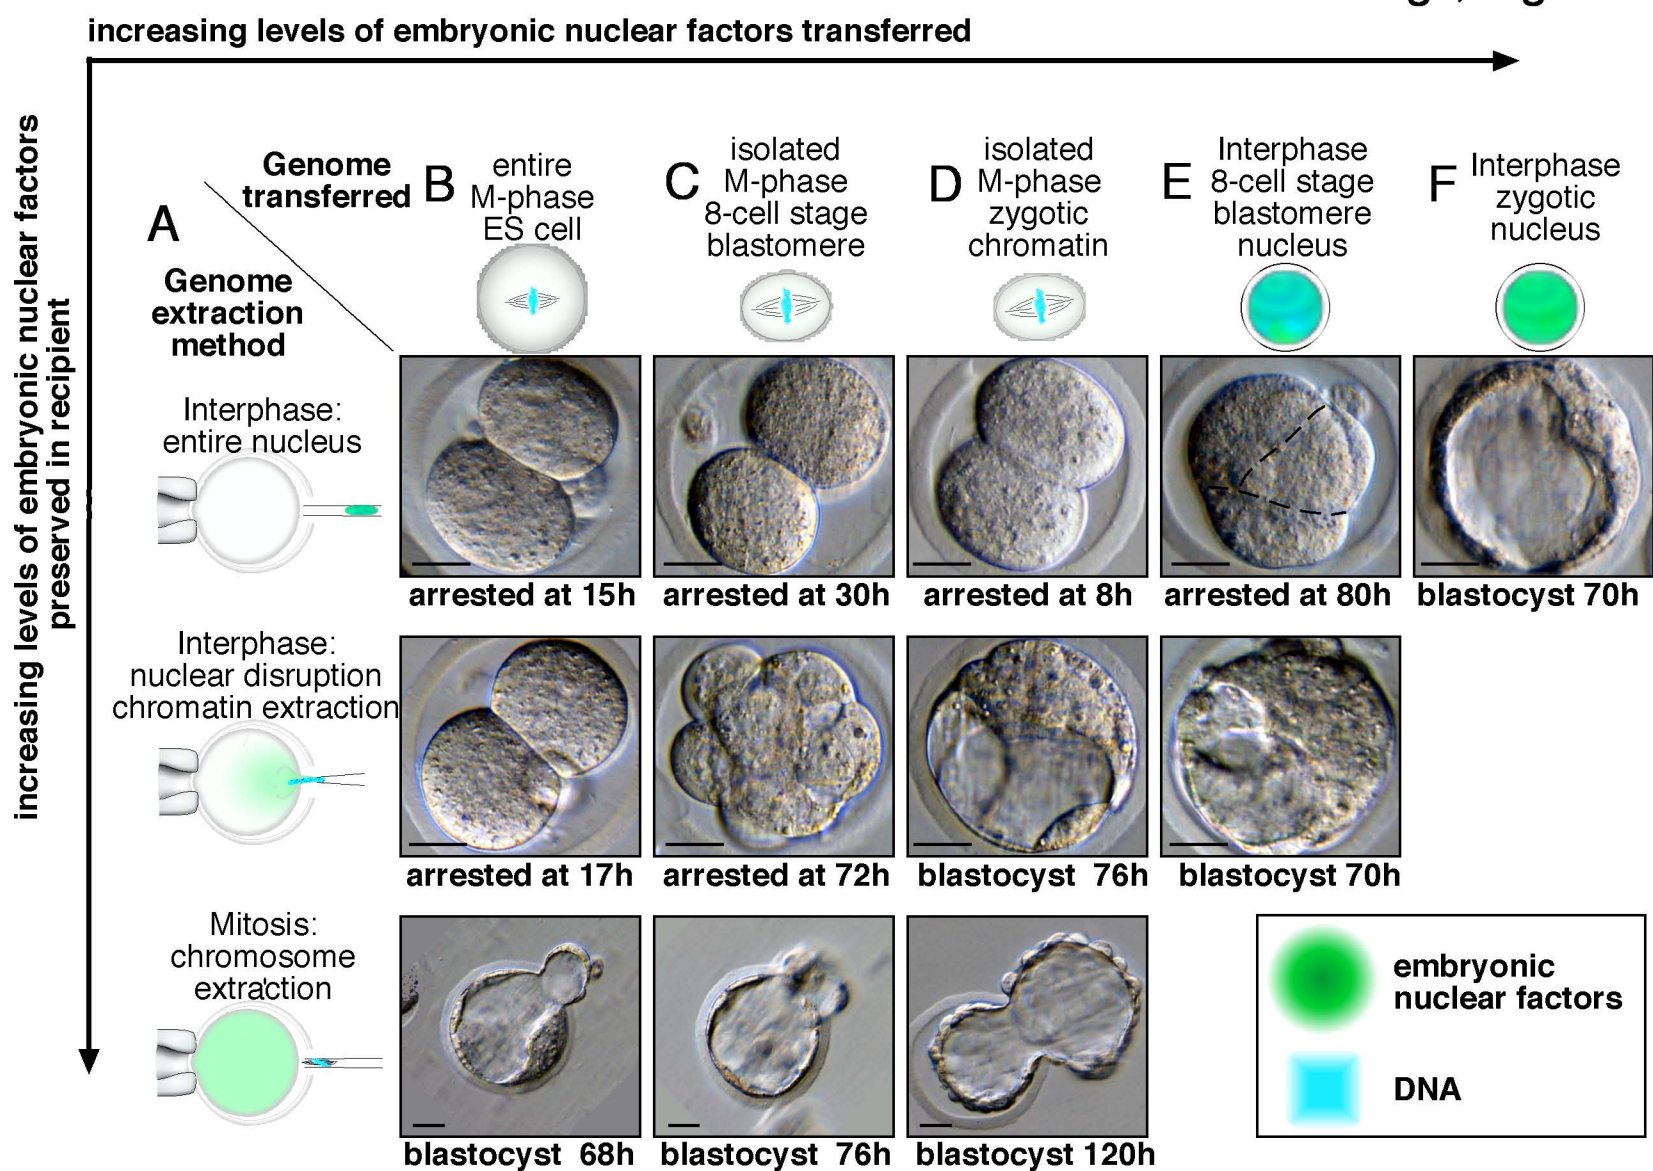 increasing levels of embryonic nuclear factors transferred
increasing levels of embryonic nuclear factors
preserved in recipient
A
Genome
transferred
Genome
extraction
method
B
entire
M-phase
ES cell
C
isolated
M-phase
8-cell stage
blastomere
D
isolated
M-phase
zygotic
chromatin
E
Interphase
8-cell stage
blastomere
nucleus
F
Interphase
zygotic
nucleus
Interphase:
entire nucleus
arrested at 15h
arrested at 30h
arrested at 8h
arrested at 80h
blastocyst 70h
Interphase:
nuclear disruption
chromatin extraction
arrested at 17h
arrested at 72h
blastocyst 76h
blastocyst 70h
Mitosis:
chromosome
extraction
blastocyst 68h
blastocyst 76h
blastocyst 120h
embryonic
nuclear factors
DNA